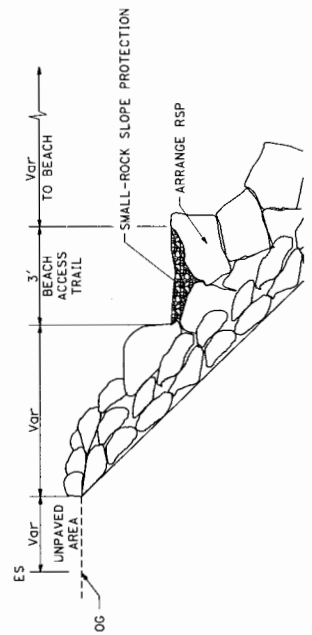 ES
Var
UNPAVED
AREA
OG
Var
3'
BEACH
ACCESS
TRAIL
Var
TO BEACH
SMALL-ROCK SLOPE PROTECTION
ARRANGE RSP